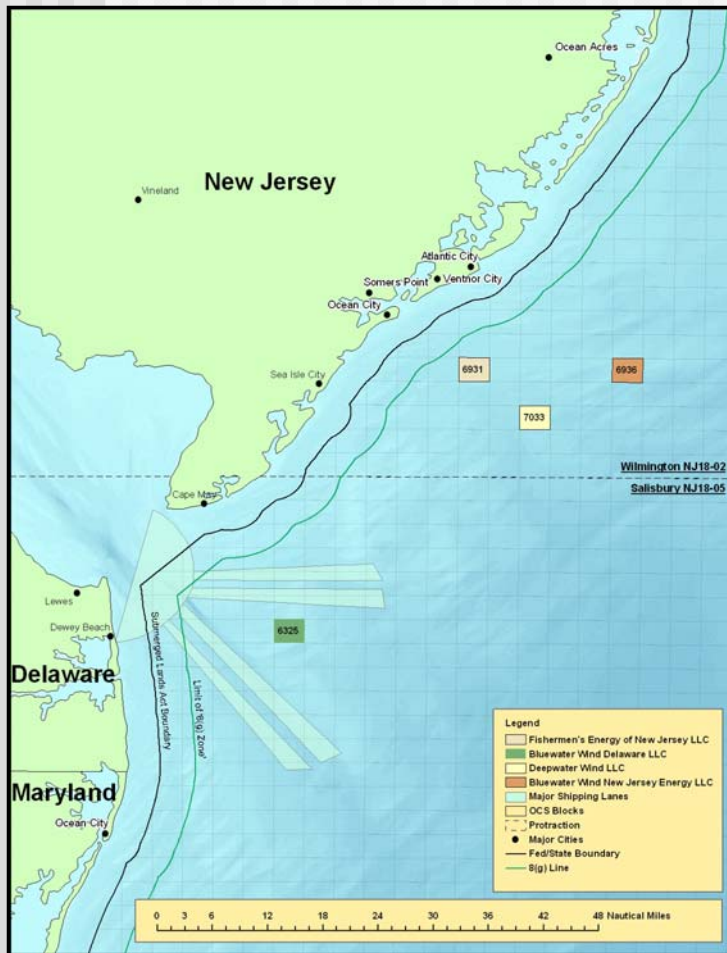 Ocean Acres
Vineland
New Jersey
Atlantic City
Somers Point
Ventnor City
Ocean City
Sea Isle City
6931
6936
7033
Wilmington NJ18-02
Salisbury NJ18-05
Cape May
Lewes
Dewey Beach
6325
Submerged Lands Act Boundary
Limit of '8(g) Zone'
Delaware
Maryland
Ocean City
Legend
Fishermen's Energy of New Jersey LLC
Bluewater Wind Delaware LLC
Deepwater Wind LLC
Bluewater Wind New Jersey Energy LLC
Major Shipping Lanes
OCS Blocks
Protraction
Major Cities
Fed/State Boundary
8(g) Line
0 3 6 12 18 24 30 36 42 48 Nautical Miles